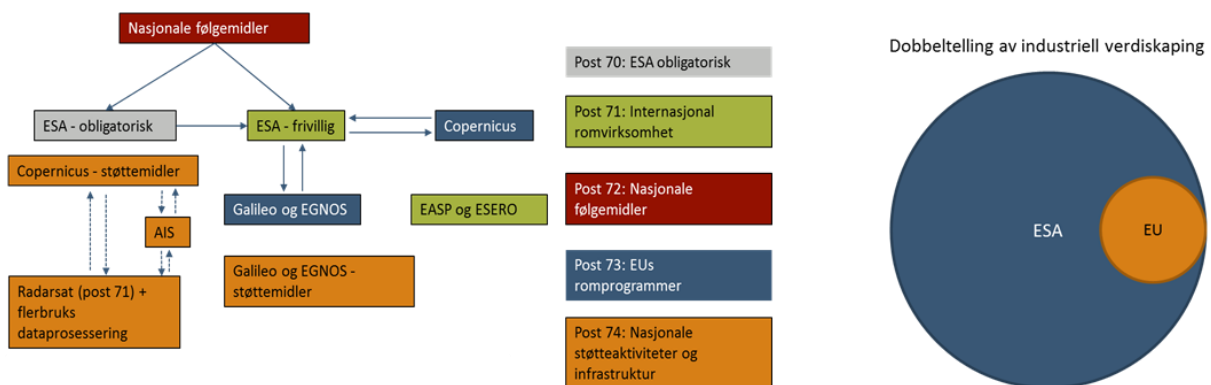 Nasjonale følgemidler
ESA - obligatorisk
ESA - frivillig
Copernicus
Copernicus - støttemidler
AIS
Galileo og EGNOS
EASP og ESERO
Radarsat (post 71) +
flerbruks
dataprosessering
Galileo og EGNOS -
støttemidler
Post 70: ESA obligatorisk
Post 71: Internasjonal
romvirksomhet
Post 72: Nasjonale
følgemidler
Post 73: EUs
romprogrammer
Post 74: Nasjonale
støtteaktiviteter og
infrastruktur
Dobbeltelling av industriell verdiskaping
ESA
EU